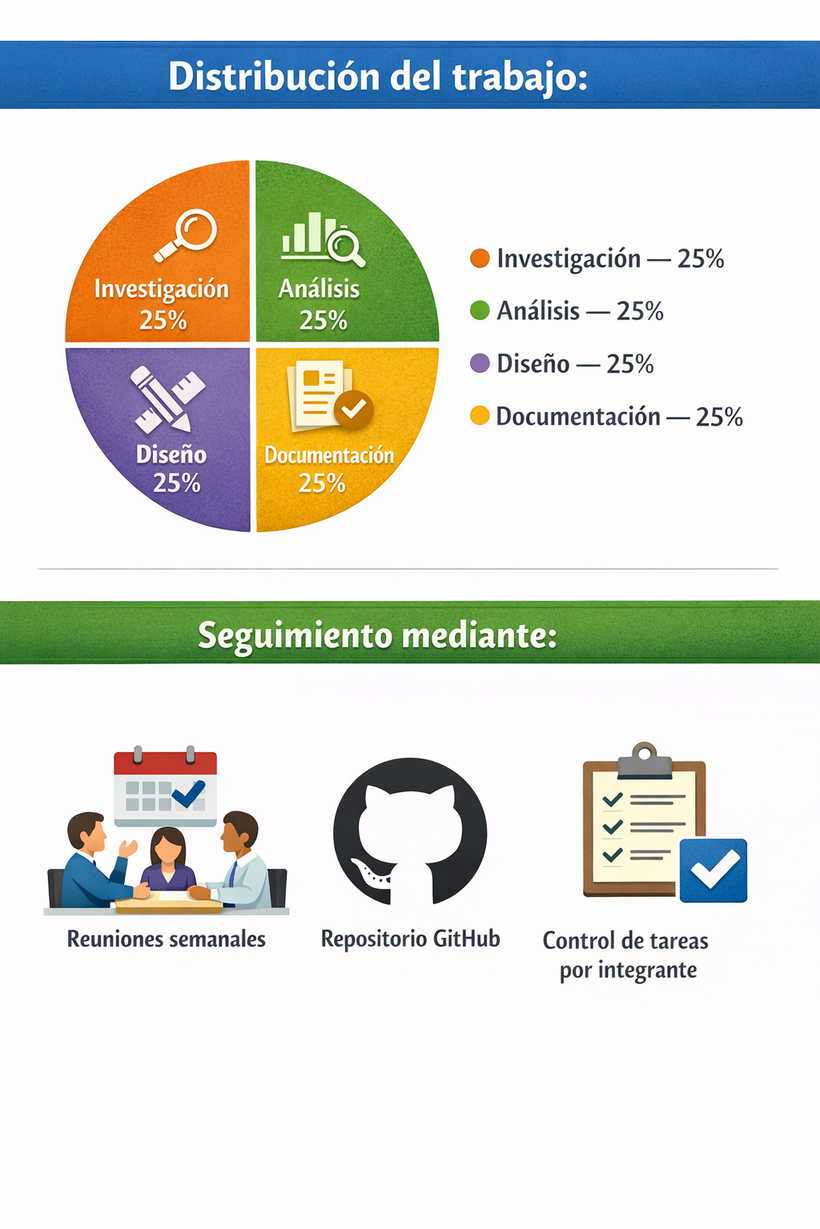 Distribución del trabajo:
Investigación
25%
Análisis
25%
Diseño
25%
Documentación
25%
Investigación — 25%
Análisis — 25%
Diseño — 25%
Documentación — 25%
Seguimiento mediante:
Reuniones semanales
Repositorio GitHub
Control de tareas
por integrante